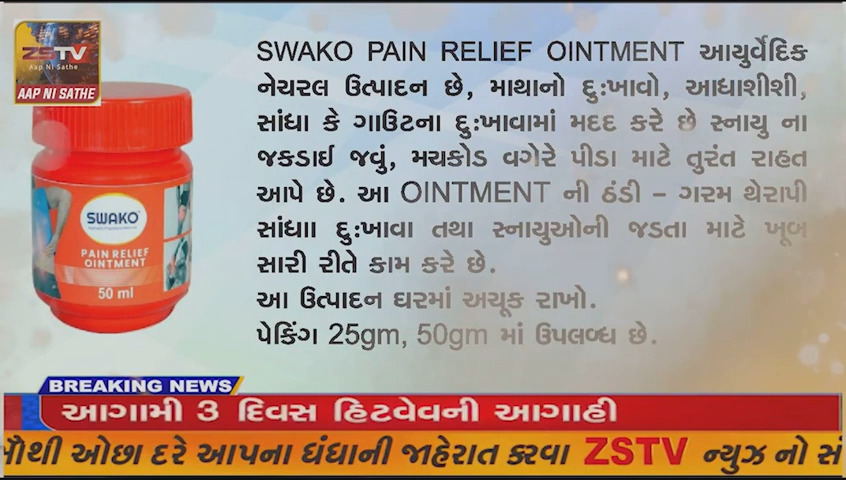 ZSTV
Aap Ni Sathe
AAP NI SATHE
SWAKO PAIN RELIEF OINTMENT આયુર્વેદિક
નેચરલ ઉત્પાદન છે, માથાનો દુઃખાવો, આધાશીશી,
સાંધા કે ગાઉટના દુઃખાવામાં મદદ કરે છે સ્નાયુ ના
જકડાઈ જવું, મચકોડ વગેરે પીડા માટે તુરંત રાહત
આપે છે. આ OINTMENT ની ઠંડી – ગરમ થેરાપી
સાંધાા દુઃખાવા તથા સ્નાયુઓની જડતા માટે ખૂબ
સારી રીતે કામ કરે છે.
આ ઉત્પાદન ઘરમાં અચૂક રાખો.
પેકિંગ 25gm, 50gm માં ઉપલબ્ધ છે.
SWAKO
PAIN RELIEF
OINTMENT
50 ml
BREAKING NEWS
આગામી 3 દિવસ હિટવેવની આગાહી
સૌથી ઓછા દરે આપના ધંધાની જાહેરાત કરવા ZSTV ન્યુઝ નો સં